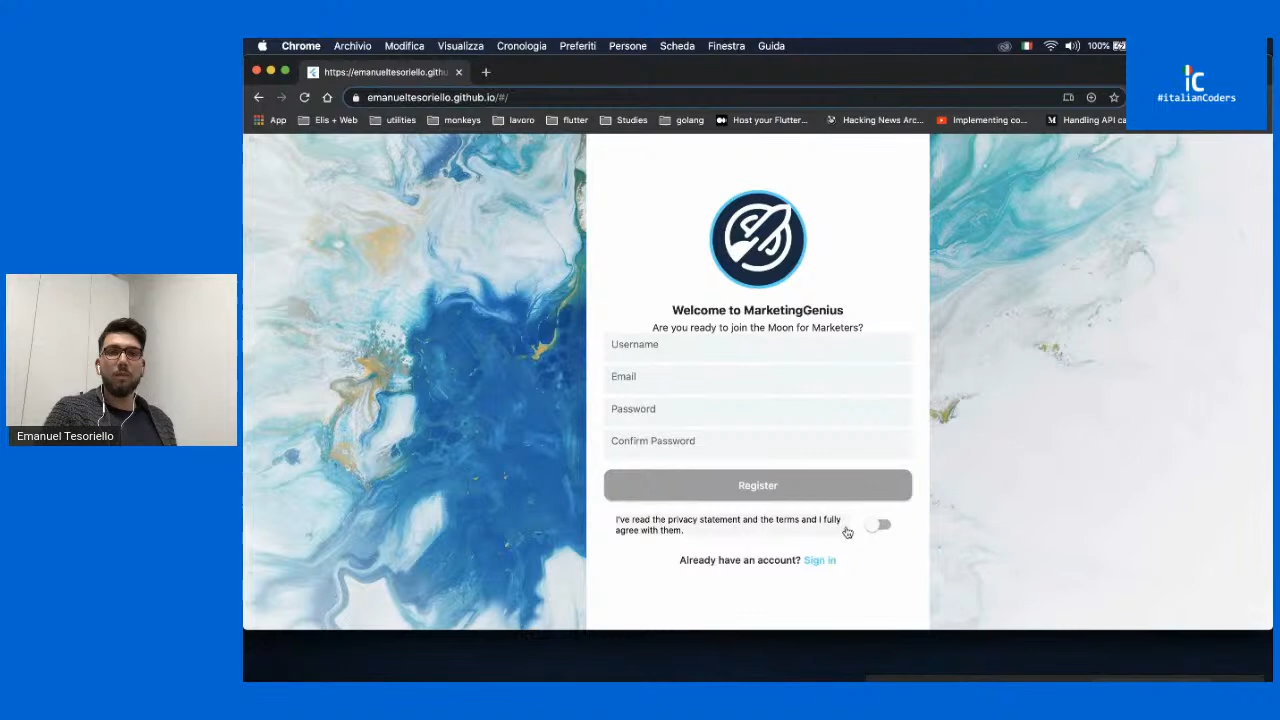 Chrome Archivio Modifica Visualizza Cronologia Preferiti Persone Scheda Finestra Guida 100%
https://emanueltesoriello.githu
emanueltesoriello.github.io/#/
App Elis + Web utilities monkeys lavoro flutter Studies golang Host your Flutter... Hacking News Arc... Implementing co... Handling API ca
iC
#italianCoders
Welcome to MarketingGenius
Are you ready to join the Moon for Marketers?
Username
Email
Password
Confirm Password
Register
I've read the privacy statement and the terms and I fully
agree with them.
Already have an account? Sign in
Emanuel Tesoriello